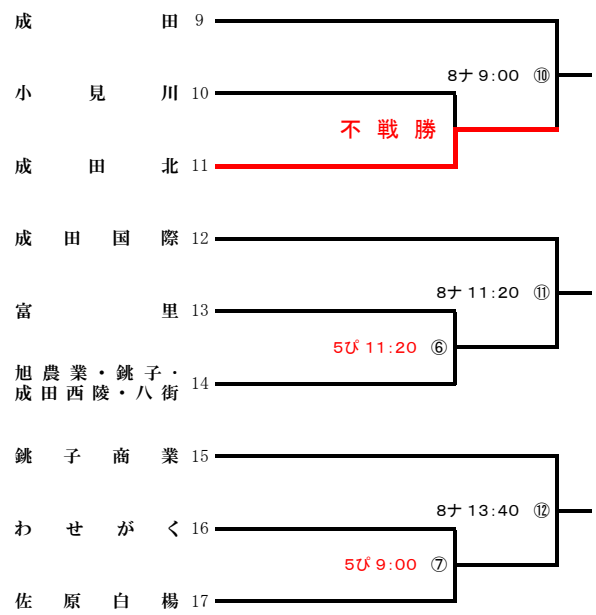 成田 9
8ナ 9:00 ⑩
小見川 10
不戦勝
成田北 11
成田国際 12
8ナ 11:20 ⑪
富里 13
5ぴ 11:20 ⑥
旭農業・銚子・
成田西陵・八街 14
銚子商業 15
8ナ 13:40 ⑫
わせがく 16
5ぴ 9:00 ⑦
佐原白楊 17